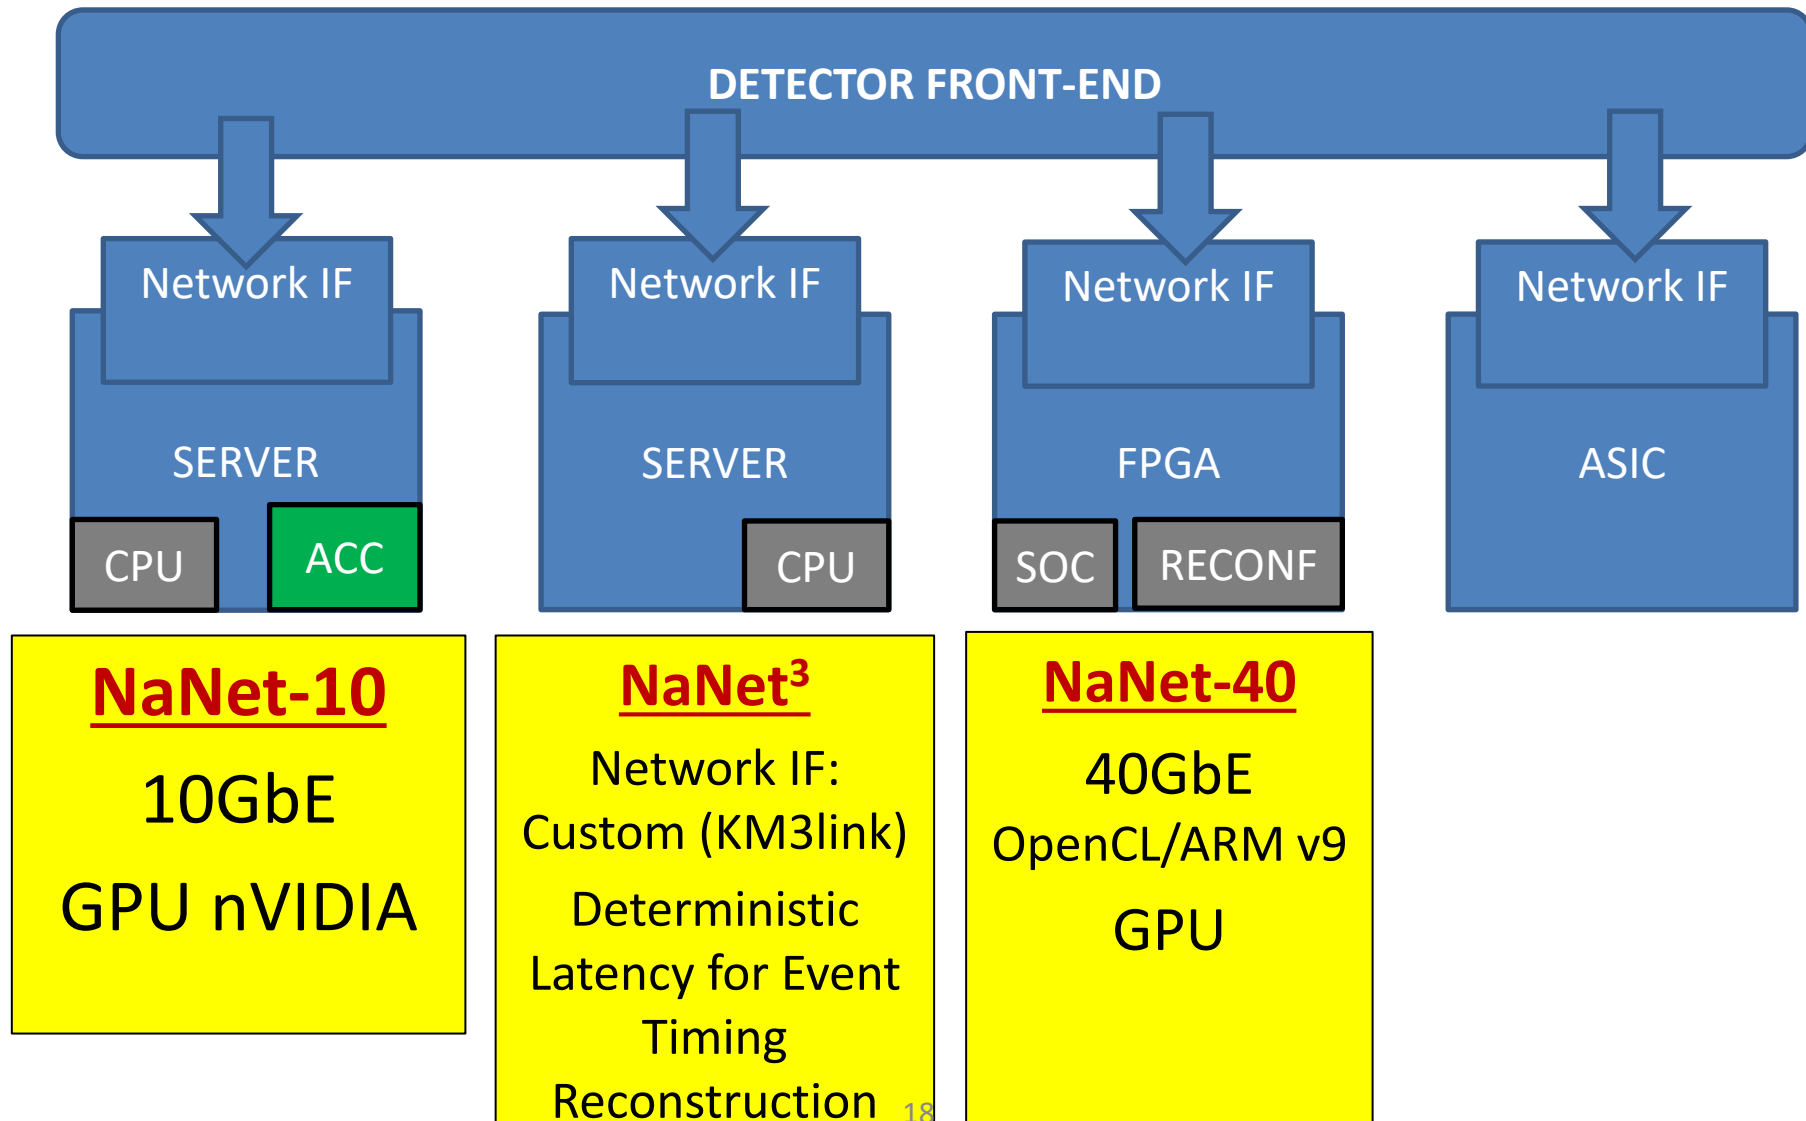 DETECTOR FRONT-END
Network IF
SERVER
CPU
ACC
Network IF
SERVER
CPU
Network IF
FPGA
SOC
RECONF
Network IF
ASIC
NaNet-10
10GbE
GPU nVIDIA
NaNet³
Network IF:
Custom (KM3link)
Deterministic
Latency for Event
Timing
Reconstruction
NaNet-40
40GbE
OpenCL/ARM v9
GPU
18